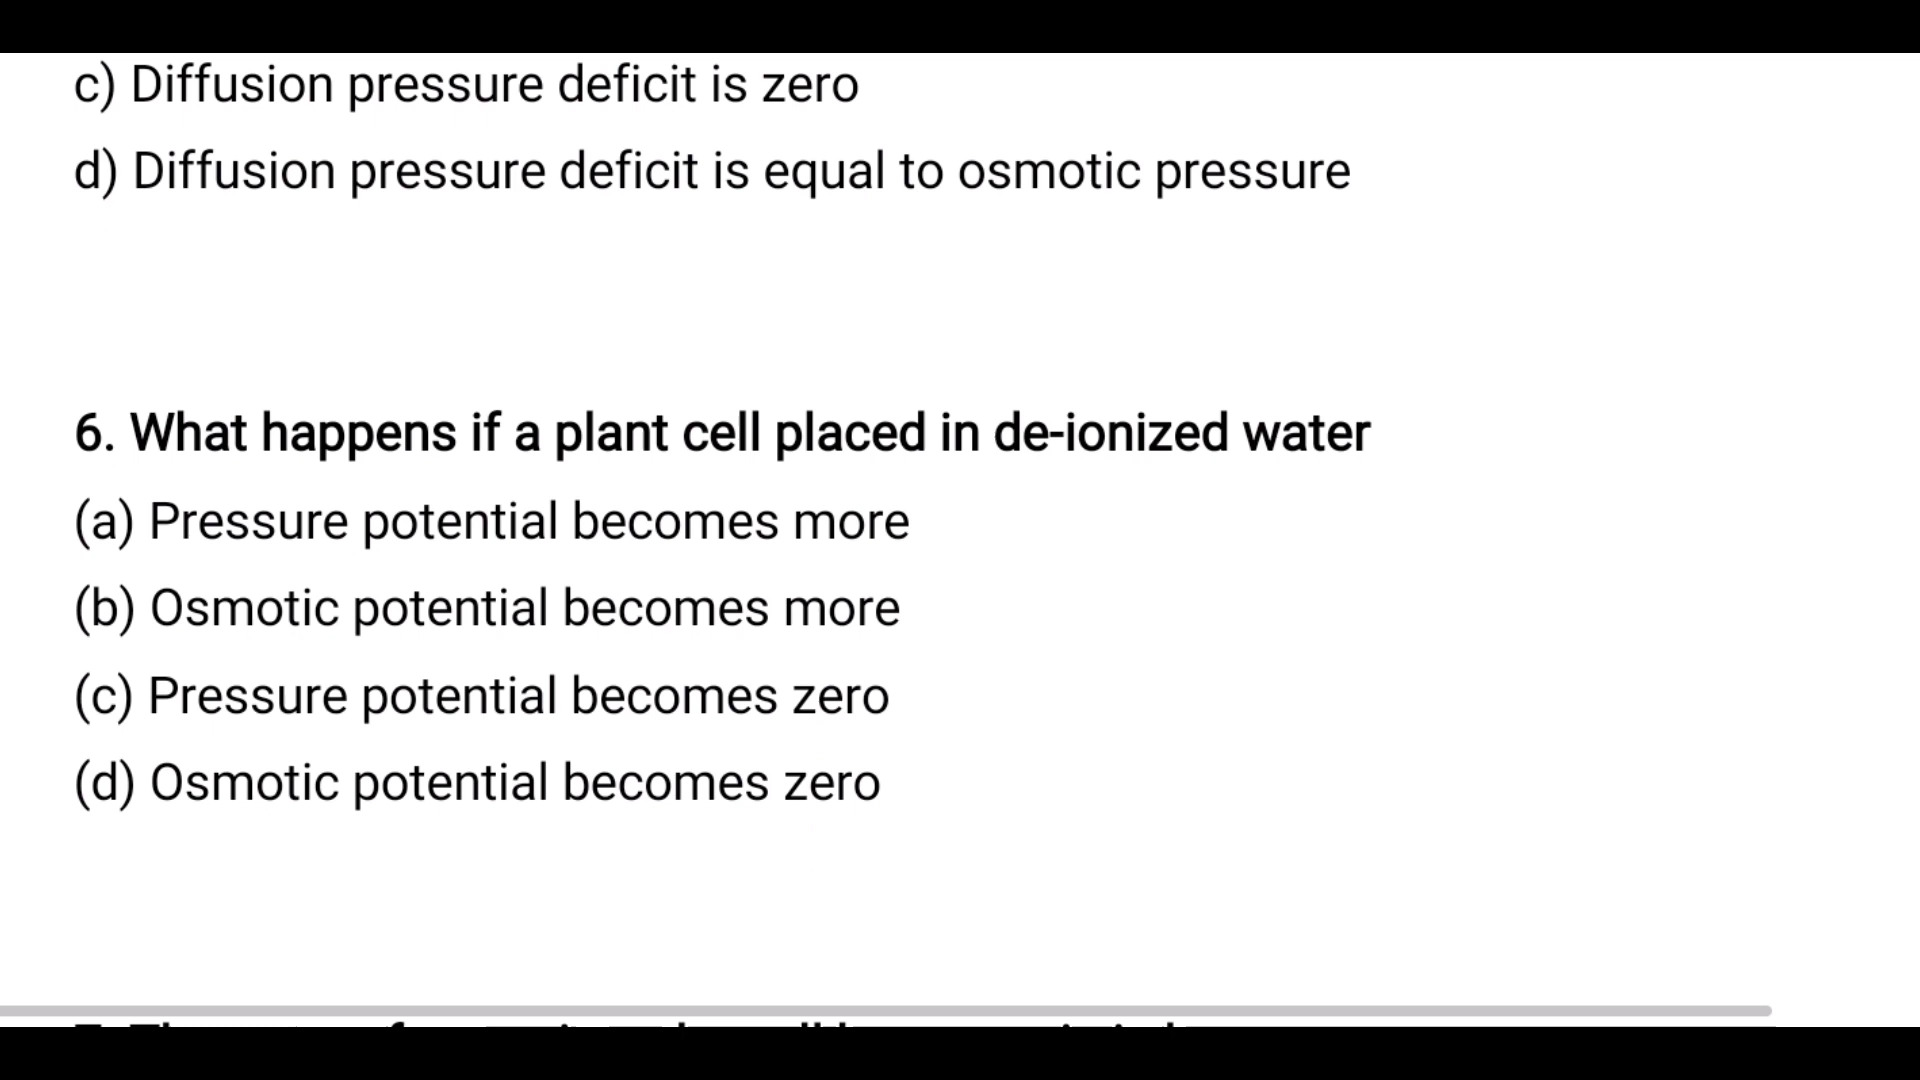 c) Diffusion pressure deficit is zero
d) Diffusion pressure deficit is equal to osmotic pressure
6. What happens if a plant cell placed in de-ionized water
(a) Pressure potential becomes more
(b) Osmotic potential becomes more
(c) Pressure potential becomes zero
(d) Osmotic potential becomes zero